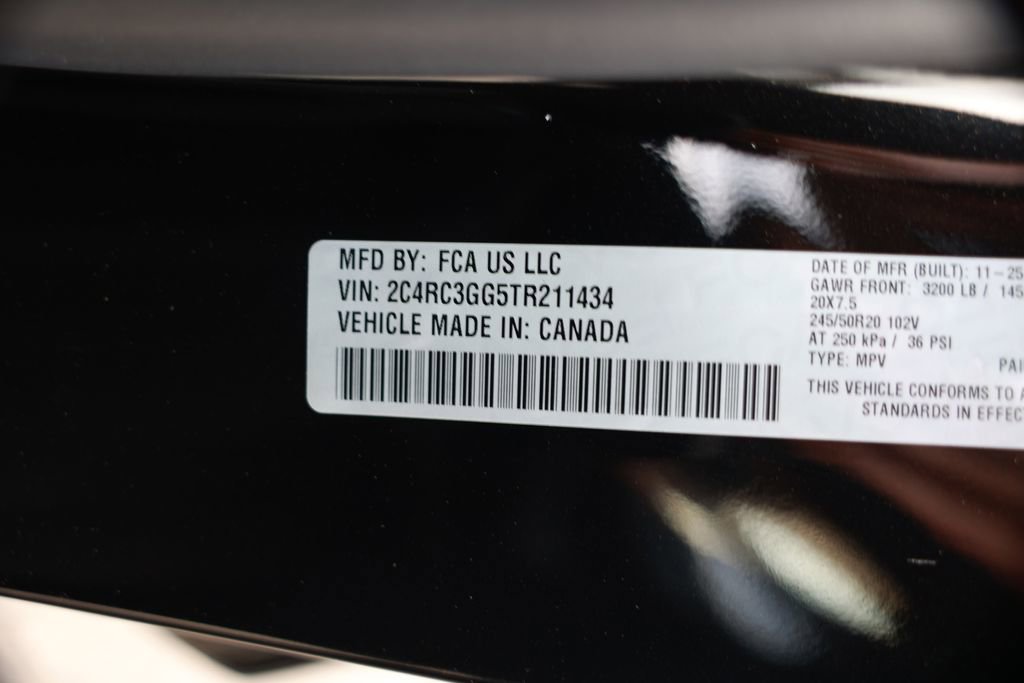 MFD BY: FCA US LLC
VIN: 2C4RC3GG5TR211434
VEHICLE MADE IN: CANADA
DATE OF MFR (BUILT): 11-25
GAWR FRONT: 3200 LB / 145
20X7.5
245/50R20 102V
AT 250 kPa / 36 PSI
TYPE: MPV
PAI
THIS VEHICLE CONFORMS TO A
STANDARDS IN EFFEC